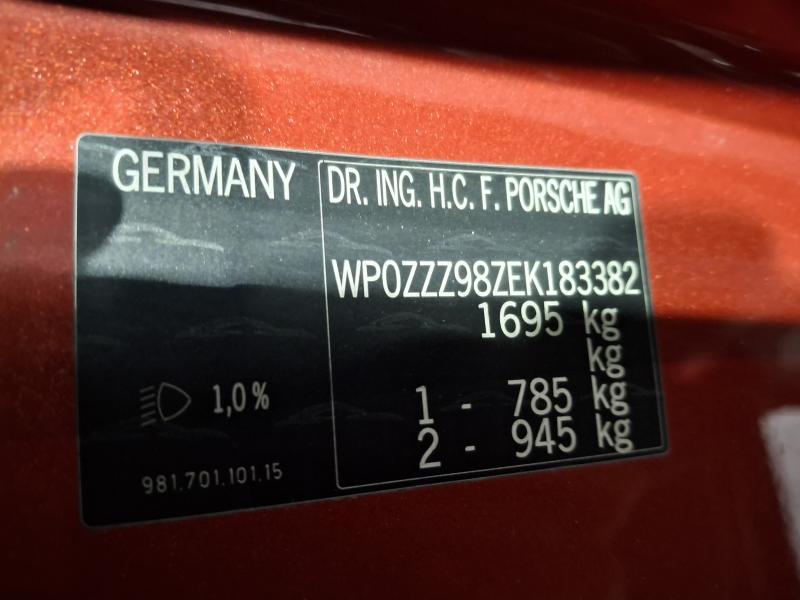 GERMANY
DR. ING. H.C. F. PORSCHE AG
WP0ZZZ98ZEK183382
1695 kg
kg
1 - 785 kg
2 - 945 kg
1,0 %
981.701.101.15